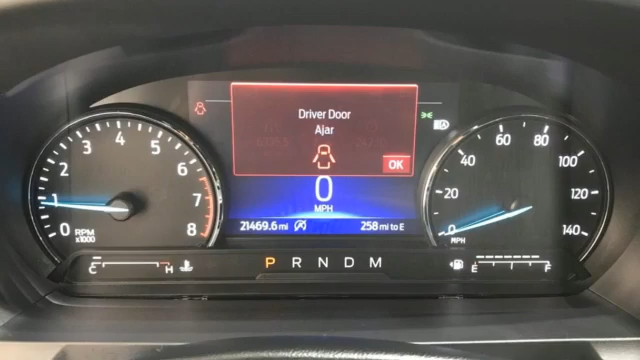 Driver Door
Ajar
OK
0
MPH
21469.6 mi
258 mi to E
0 1 2 3 4 5 6 7 8
RPM
x1000
0 20 40 60 80 100 120 140
MPH
C H
P R N D M
E F